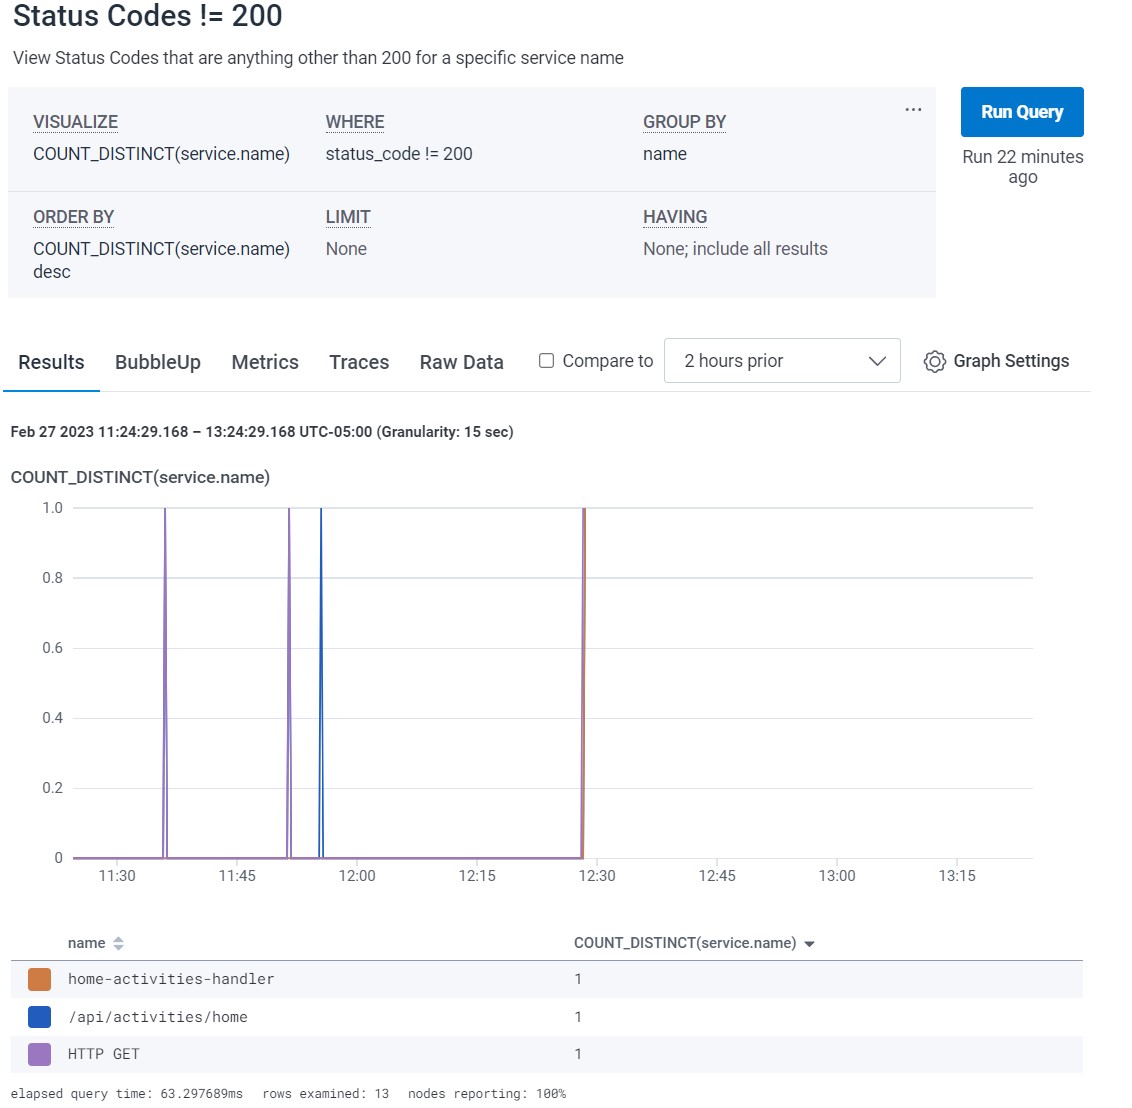 Status Codes != 200
View Status Codes that are anything other than 200 for a specific service name
VISUALIZE
COUNT_DISTINCT(service.name)
WHERE
status_code != 200
GROUP BY
name
...
Run Query
Run 22 minutes
ago
ORDER BY
COUNT_DISTINCT(service.name)
desc
LIMIT
None
HAVING
None; include all results
Results BubbleUp Metrics Traces Raw Data Compare to 2 hours prior Graph Settings
Feb 27 2023 11:24:29.168 – 13:24:29.168 UTC-05:00 (Granularity: 15 sec)
COUNT_DISTINCT(service.name)
1.0
0.8
0.6
0.4
0.2
0
11:30 11:45 12:00 12:15 12:30 12:45 13:00 13:15
name COUNT_DISTINCT(service.name)
home-activities-handler 1
/api/activities/home 1
HTTP GET 1
elapsed query time: 63.297689ms rows examined: 13 nodes reporting: 100%